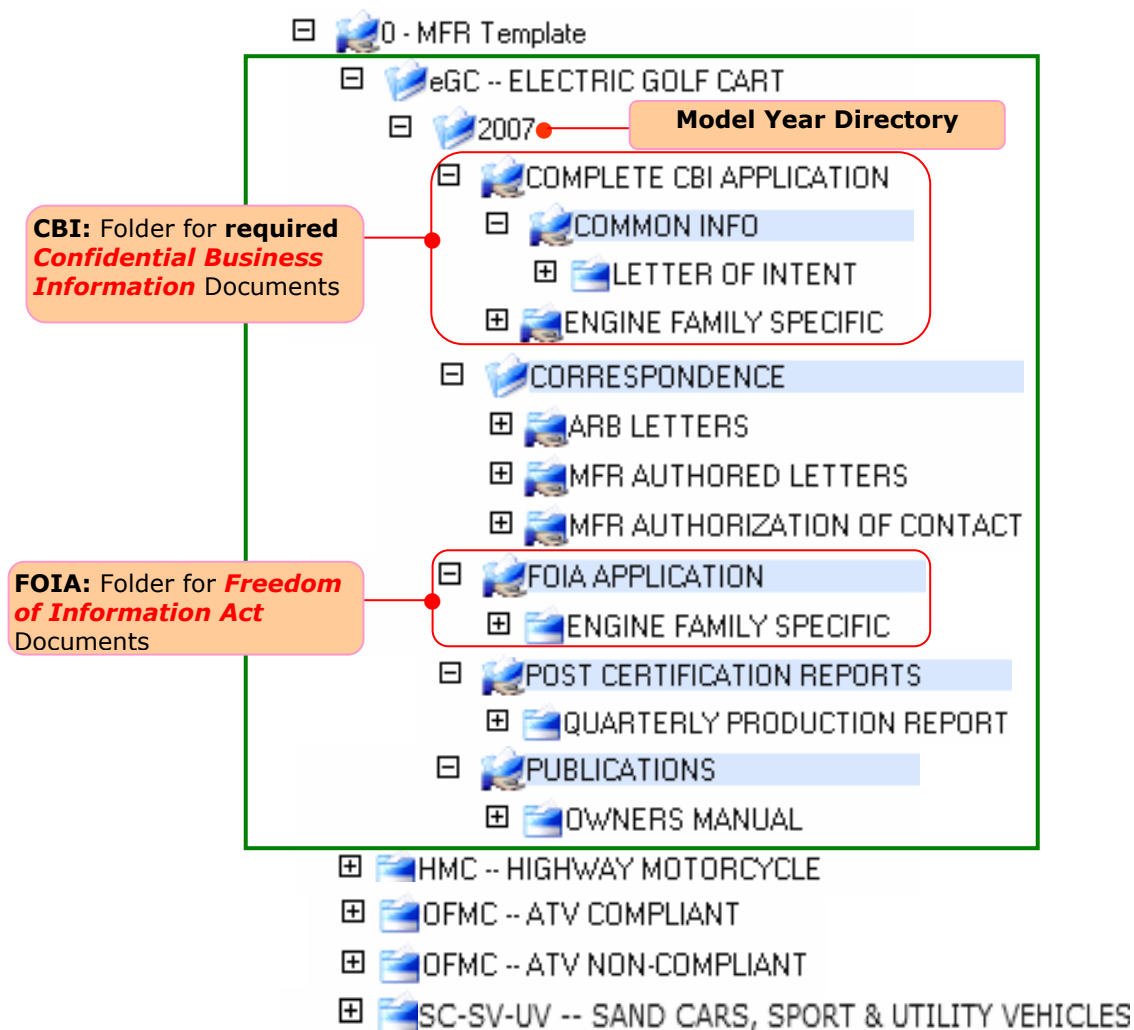 0 - MFR Template
eGC -- ELECTRIC GOLF CART
2007
Model Year Directory
COMPLETE CBI APPLICATION
CBI: Folder for required
Confidential Business
Information Documents
COMMON INFO
LETTER OF INTENT
ENGINE FAMILY SPECIFIC
CORRESPONDENCE
ARB LETTERS
MFR AUTHORED LETTERS
MFR AUTHORIZATION OF CONTACT
FOIA: Folder for Freedom
of Information Act
Documents
FOIA APPLICATION
ENGINE FAMILY SPECIFIC
POST CERTIFICATION REPORTS
QUARTERLY PRODUCTION REPORT
PUBLICATIONS
OWNERS MANUAL
HMC -- HIGHWAY MOTORCYCLE
OFMC -- ATV COMPLIANT
OFMC -- ATV NON-COMPLIANT
SC-SV-UV -- SAND CARS, SPORT & UTILITY VEHICLES